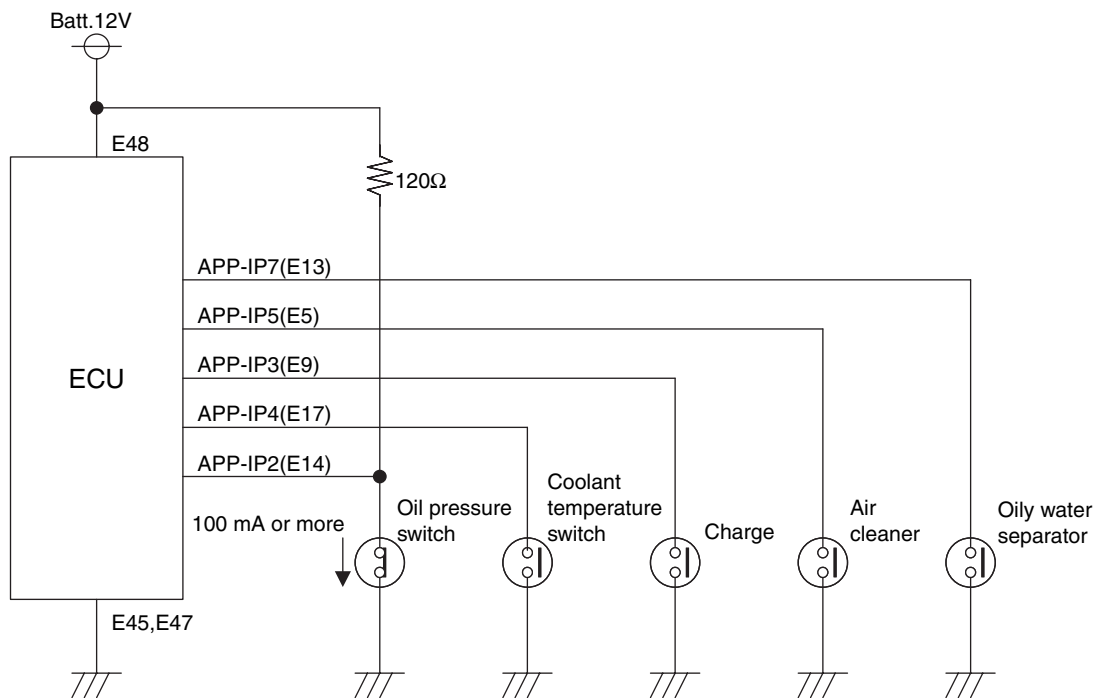 Batt.12V
E48
120Ω
APP-IP7(E13)
APP-IP5(E5)
ECU
APP-IP3(E9)
APP-IP4(E17)
APP-IP2(E14)
100 mA or more
Oil pressure
switch
Coolant
temperature
switch
Charge
Air
cleaner
Oily water
separator
E45,E47